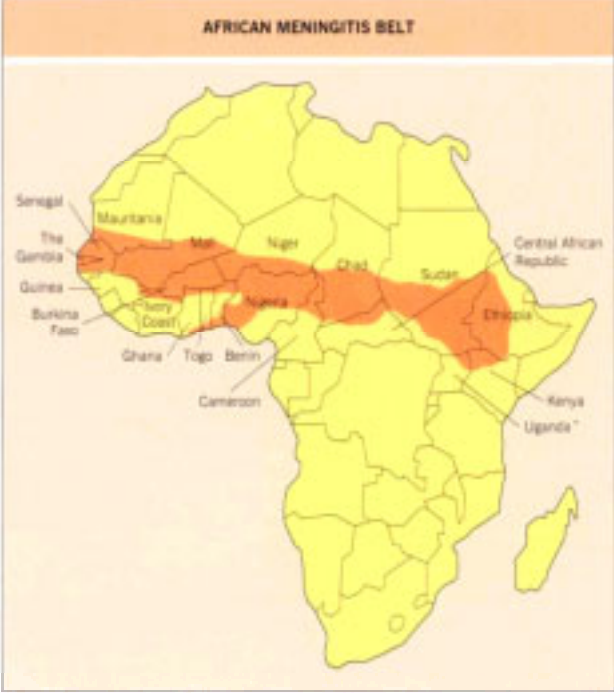 AFRICAN MENINGITIS BELT
Senegal
Mauritania
The
Gambia
Mali
Niger
Chad
Sudan
Central African
Republic
Guinea
Burkina
Faso
Ivory
Coast
Nigeria
Ethiopia
Ghana
Togo
Benin
Cameroon
Kenya
Uganda"